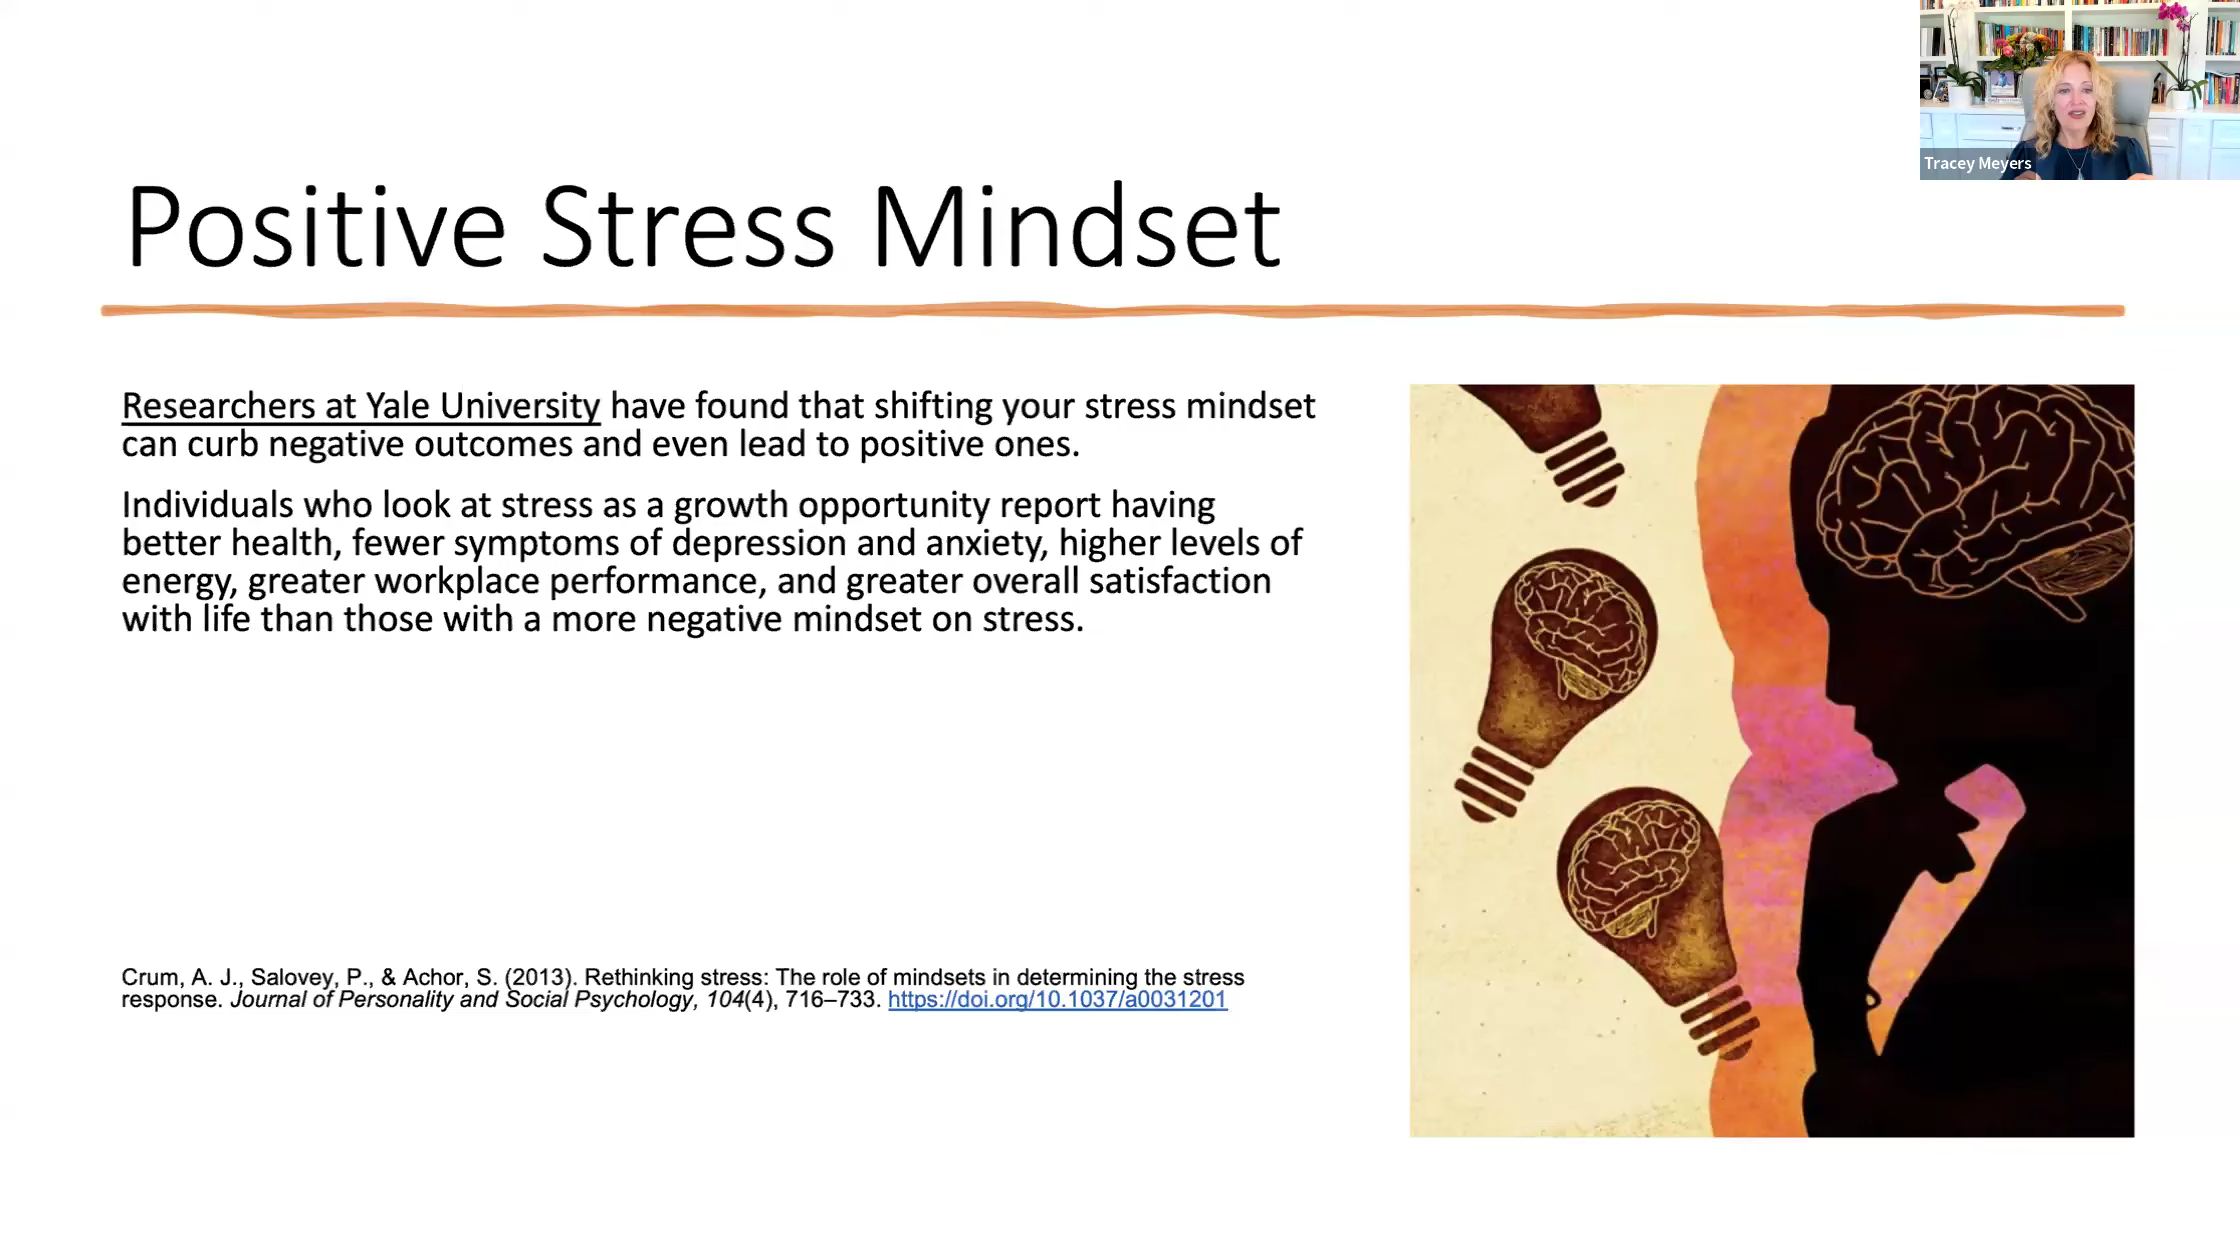 Tracey Meyers
Positive Stress Mindset
Researchers at Yale University have found that shifting your stress mindset
can curb negative outcomes and even lead to positive ones.
Individuals who look at stress as a growth opportunity report having
better health, fewer symptoms of depression and anxiety, higher levels of
energy, greater workplace performance, and greater overall satisfaction
with life than those with a more negative mindset on stress.
Crum, A. J., Salovey, P., & Achor, S. (2013). Rethinking stress: The role of mindsets in determining the stress
response. Journal of Personality and Social Psychology, 104(4), 716–733. https://doi.org/10.1037/a0031201